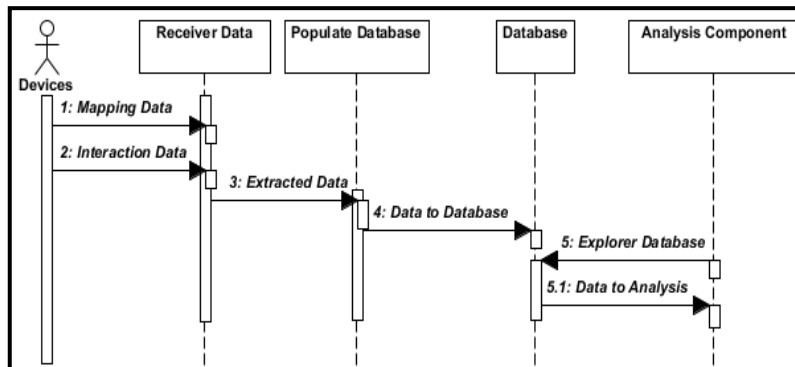 Receiver Data
Populate Database
Database
Analysis Component
Devices
1: Mapping Data
2: Interaction Data
3: Extracted Data
4: Data to Database
5: Explorer Database
5.1: Data to Analysis